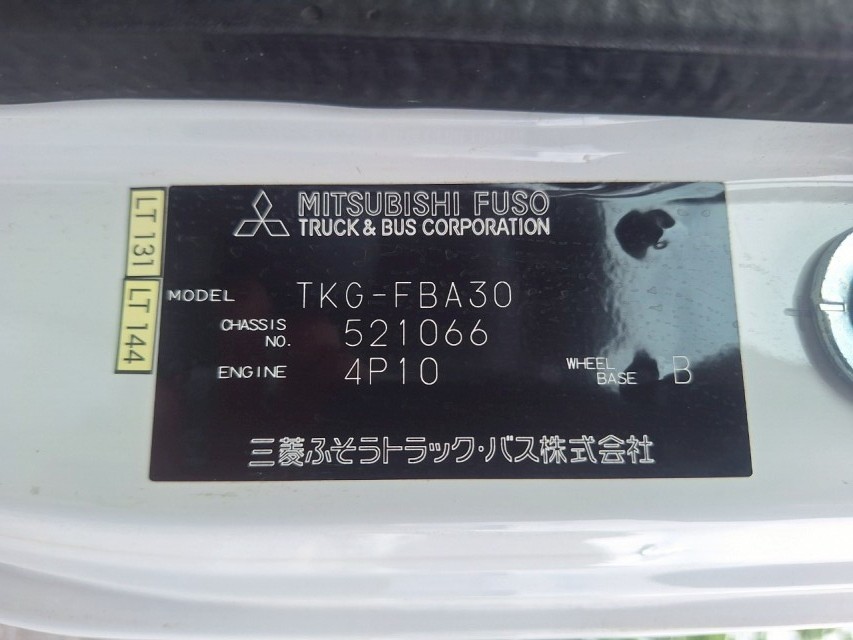 MITSUBISHI FUSO
TRUCK & BUS CORPORATION
LT 131
LT 144
MODEL TKG-FBA30
CHASSIS NO. 521066
ENGINE 4P10 WHEEL BASE B
三菱ふそうトラック・バス株式会社